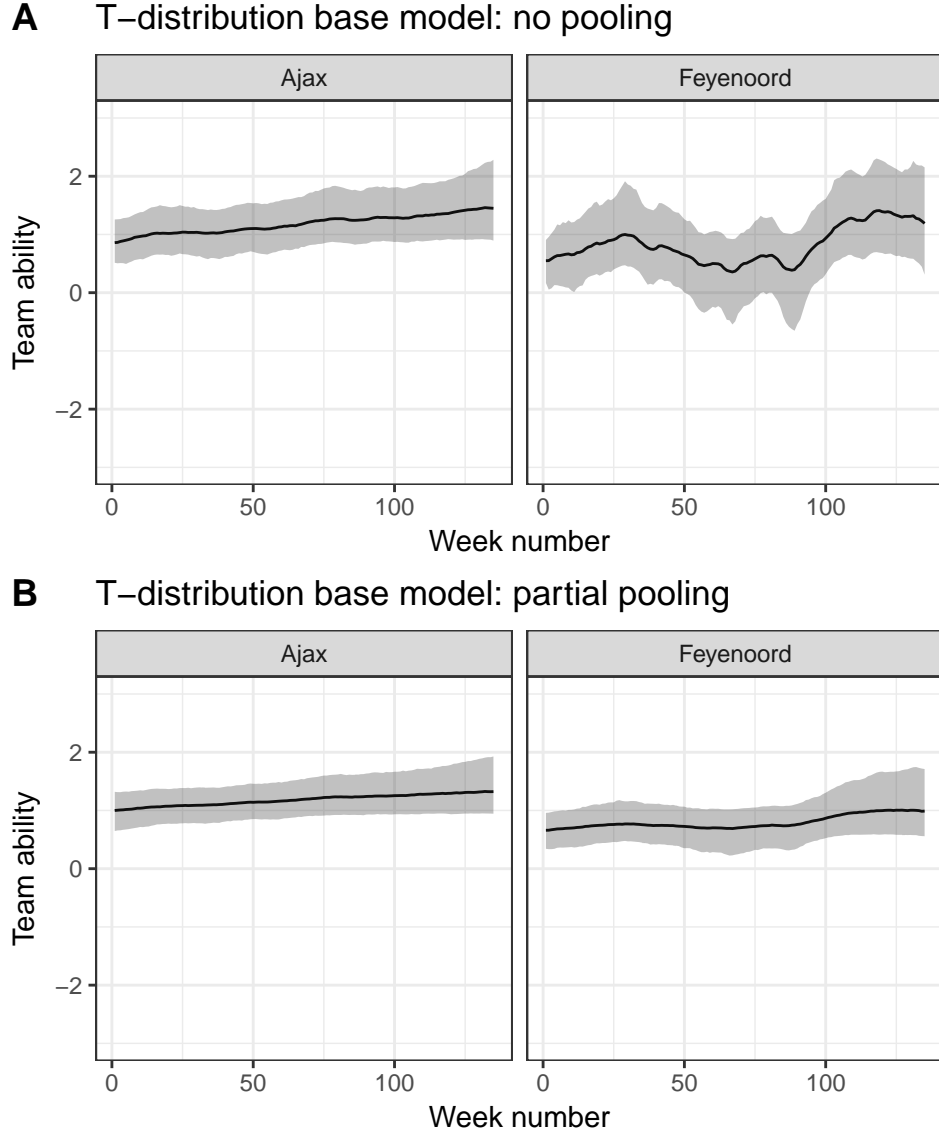 A T−distribution base model: no pooling
Ajax Feyenoord
Team ability
2
0
−2
0 50 100 0 50 100
Week number
B T−distribution base model: partial pooling
Ajax Feyenoord
Team ability
2
0
−2
0 50 100 0 50 100
Week number